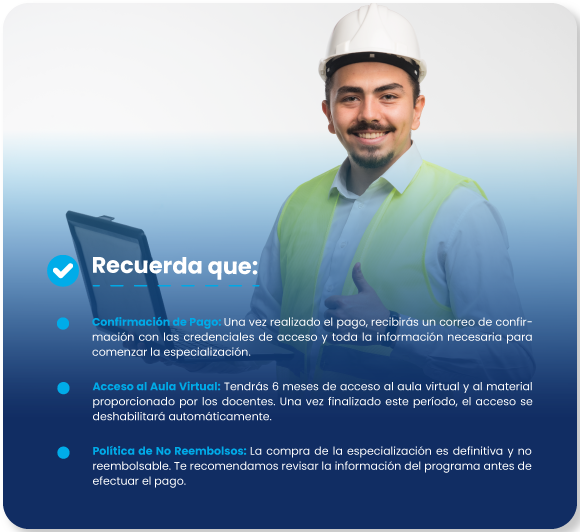 Recuerda que:
Confirmación de Pago: Una vez realizado el pago, recibirás un correo de confir-
mación con las credenciales de acceso y toda la información necesaria para
comenzar la especialización.
Acceso al Aula Virtual: Tendrás 6 meses de acceso al aula virtual y al material
proporcionado por los docentes. Una vez finalizado este período, el acceso se
deshabilitará automáticamente.
Política de No Reembolsos: La compra de la especialización es definitiva y no
reembolsable. Te recomendamos revisar la información del programa antes de
efectuar el pago.